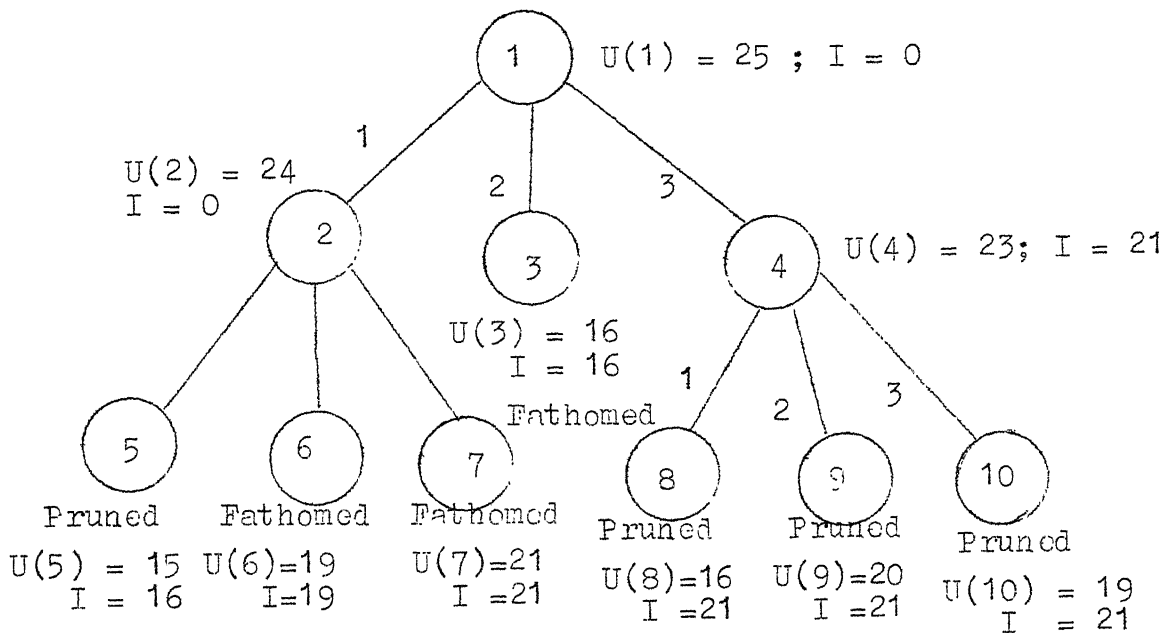 1
U(1) = 25 ; I = 0
1
2
3
U(2) = 24
I = 0
2
3
4
U(4) = 23; I = 21
U(3) = 16
I = 16
Fathomed
1
2
3
5
6
7
8
9
10
Pruned
Fathomed
Fathomed
Pruned
Pruned
Pruned
U(5) = 15
I = 16
U(6)=19
I=19
U(7)=21
I =21
U(8)=16
I =21
U(9)=20
I =21
U(10) = 19
I = 21